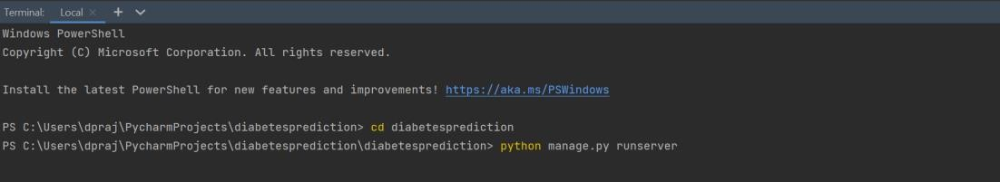 Terminal: Local × + ⌄
Windows PowerShell
Copyright (C) Microsoft Corporation. All rights reserved.
Install the latest PowerShell for new features and improvements! https://aka.ms/PSWindows
PS C:\Users\dpraj\PycharmProjects\diabetesprediction> cd diabetesprediction
PS C:\Users\dpraj\PycharmProjects\diabetesprediction\diabetesprediction> python manage.py runserver